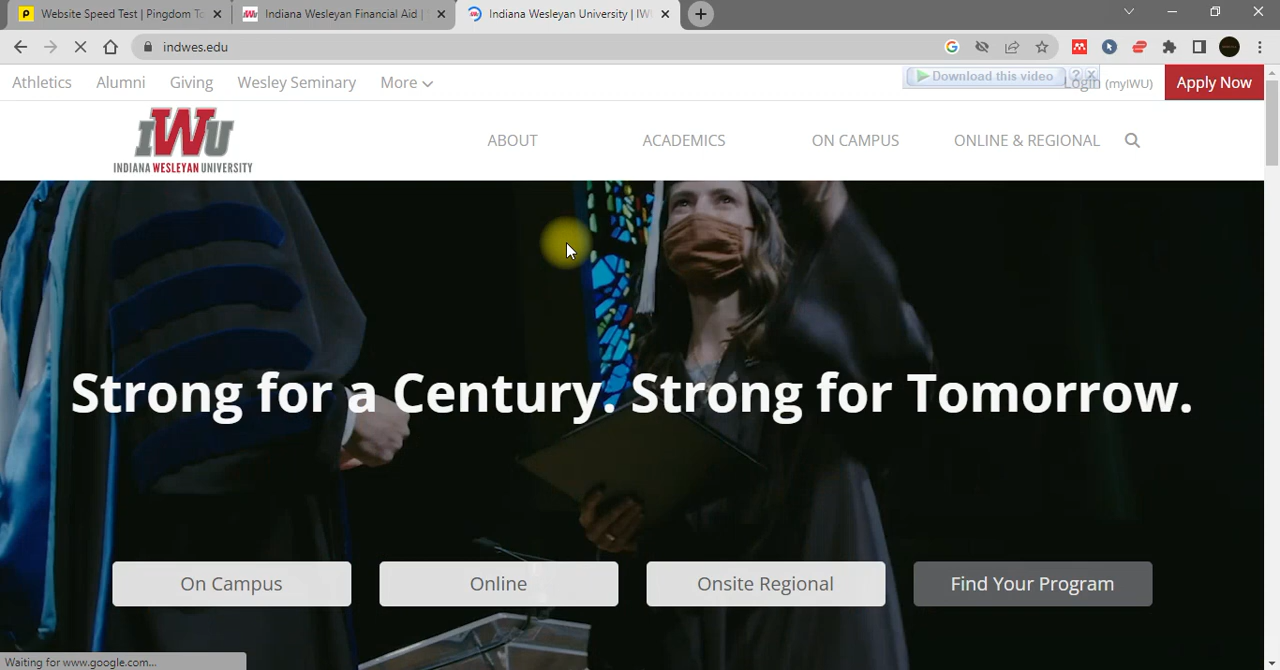 Website Speed Test | Pingdom To
Indiana Wesleyan Financial Aid |
Indiana Wesleyan University | IW
indwes.edu
Athletics
Alumni
Giving
Wesley Seminary
More
Download this video
?
Login (myIWU)
Apply Now
IWU
INDIANA WESLEYAN UNIVERSITY
ABOUT
ACADEMICS
ON CAMPUS
ONLINE & REGIONAL
Strong for a Century. Strong for Tomorrow.
On Campus
Online
Onsite Regional
Find Your Program
Waiting for www.google.com...